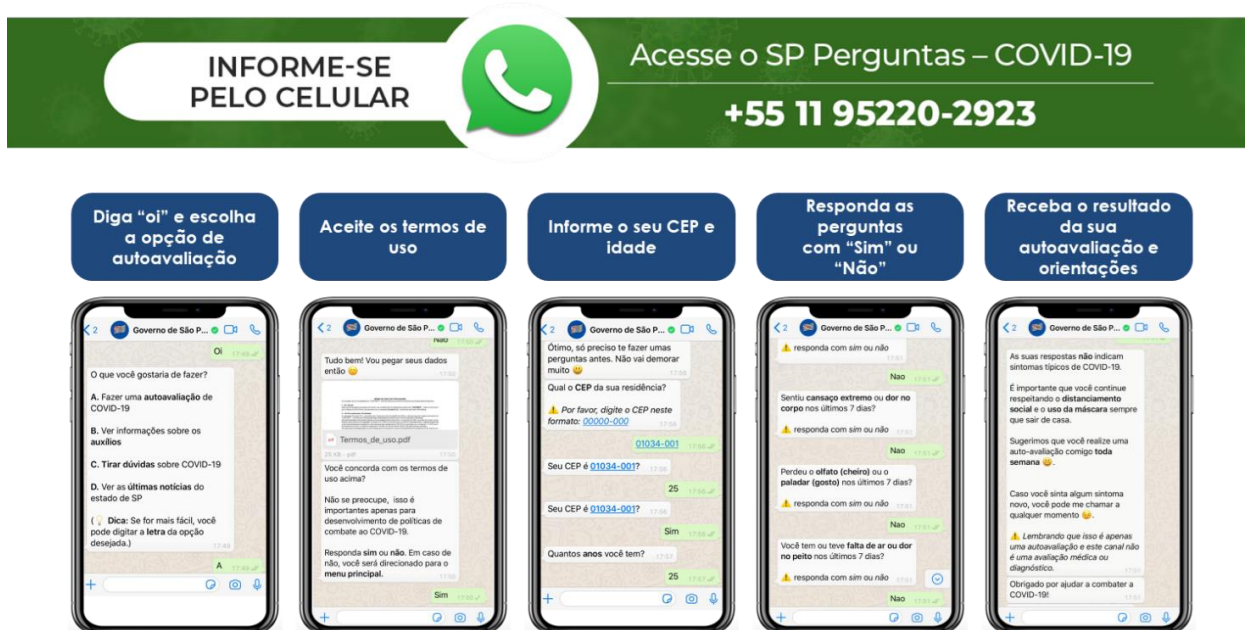 INFORME-SE
PELO CELULAR
Acesse o SP Perguntas – COVID-19
+55 11 95220-2923
Diga “oi” e escolha
a opção de
autoavaliação
Aceite os termos de
uso
Informe o seu CEP e
idade
Responda as
perguntas
com “Sim” ou
“Não”
Receba o resultado
da sua
autoavaliação e
orientações
2 Governo de São P...
Oi 17:49
O que você gostaria de fazer?
A. Fazer uma autoavaliação de
COVID-19
B. Ver informações sobre os
auxílios
C. Tirar dúvidas sobre COVID-19
D. Ver as últimas notícias do
estado de SP
( Dica: Se for mais fácil, você
pode digitar a letra da opção
desejada.) 17:49
A 17:49
2 Governo de São P...
Tudo bem! Vou pegar seus dados
então
Termos_de_uso.pdf
Você concorda com os termos de
uso acima?
Não se preocupe, isso é
importantes apenas para
desenvolvimento de políticas de
combate ao COVID-19.
Responda sim ou não. Em caso de
não, você será direcionado para o
menu principal.
Sim
2 Governo de São P...
Ótimo, só preciso te fazer umas
perguntas antes. Não vai demorar
muito
Qual o CEP da sua residência?
Por favor, digite o CEP neste
formato: 00000-000
01034-001
Seu CEP é 01034-001?
25
Seu CEP é 01034-001?
Sim
Quantos anos você tem? 17:57
25
2 Governo de São P...
responda com sim ou não
Nao
Sentiu cansaço extremo ou dor no
corpo nos últimos 7 dias?
responda com sim ou não
Nao
Perdeu o olfato (cheiro) ou o
paladar (gosto) nos últimos 7 dias?
responda com sim ou não
Nao
Você tem ou teve falta de ar ou dor
no peito nos últimos 7 dias?
responda com sim ou não
Nao
2 Governo de São P...
As suas respostas não indicam
sintomas típicos de COVID-19.
É importante que você continue
respeitando o distanciamento
social e o uso da máscara sempre
que sair de casa.
Sugerimos que você realize uma
auto-avaliação comigo toda
semana
Caso você sinta algum sintoma
novo, você pode me chamar a
qualquer momento
Lembrando que isso é apenas
uma autoavaliação e este canal não
é uma avaliação médica ou
diagnóstico.
Obrigado por ajudar a combater a
COVID-19!